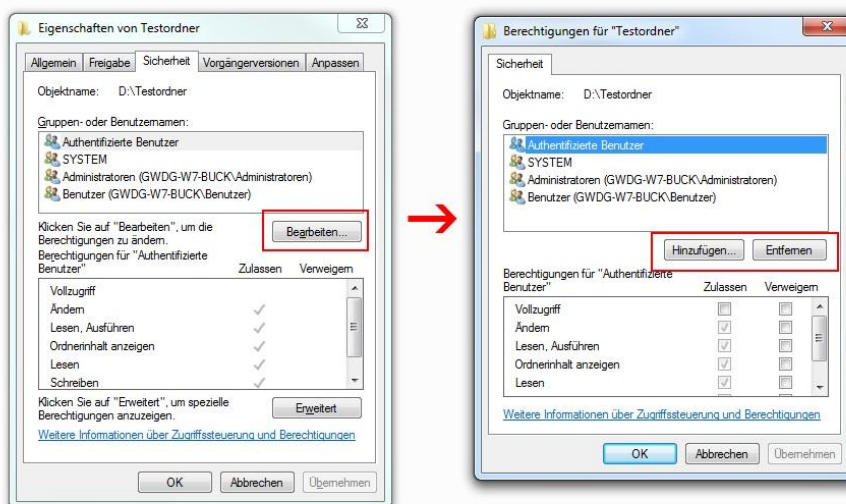 Eigenschaften von Testordner
Allgemein Freigabe Sicherheit Vorgängerversionen Anpassen
Objektname: D:\Testordner
Gruppen- oder Benutzernamen:
Authentifizierte Benutzer
SYSTEM
Administratoren (GWDG-W7-BUCK\Administratoren)
Benutzer (GWDG-W7-BUCK\Benutzer)
Klicken Sie auf "Bearbeiten", um die
Berechtigungen zu ändern.
Bearbeiten...
Berechtigungen für "Authentifizierte
Benutzer" Zulassen Verweigern
Vollzugriff
Ändern
Lesen, Ausführen
Ordnerinhalt anzeigen
Lesen
Schreiben
Klicken Sie auf "Erweitert", um spezielle
Berechtigungen anzuzeigen.
Erweitert
Weitere Informationen über Zugriffssteuerung und Berechtigungen
OK Abbrechen Übernehmen
Berechtigungen für "Testordner"
Sicherheit
Objektname: D:\Testordner
Gruppen- oder Benutzernamen:
Authentifizierte Benutzer
SYSTEM
Administratoren (GWDG-W7-BUCK\Administratoren)
Benutzer (GWDG-W7-BUCK\Benutzer)
Hinzufügen... Entfernen
Berechtigungen für "Authentifizierte
Benutzer" Zulassen Verweigern
Vollzugriff
Ändern
Lesen, Ausführen
Ordnerinhalt anzeigen
Lesen
Weitere Informationen über Zugriffssteuerung und Berechtigungen
OK Abbrechen Übernehmen